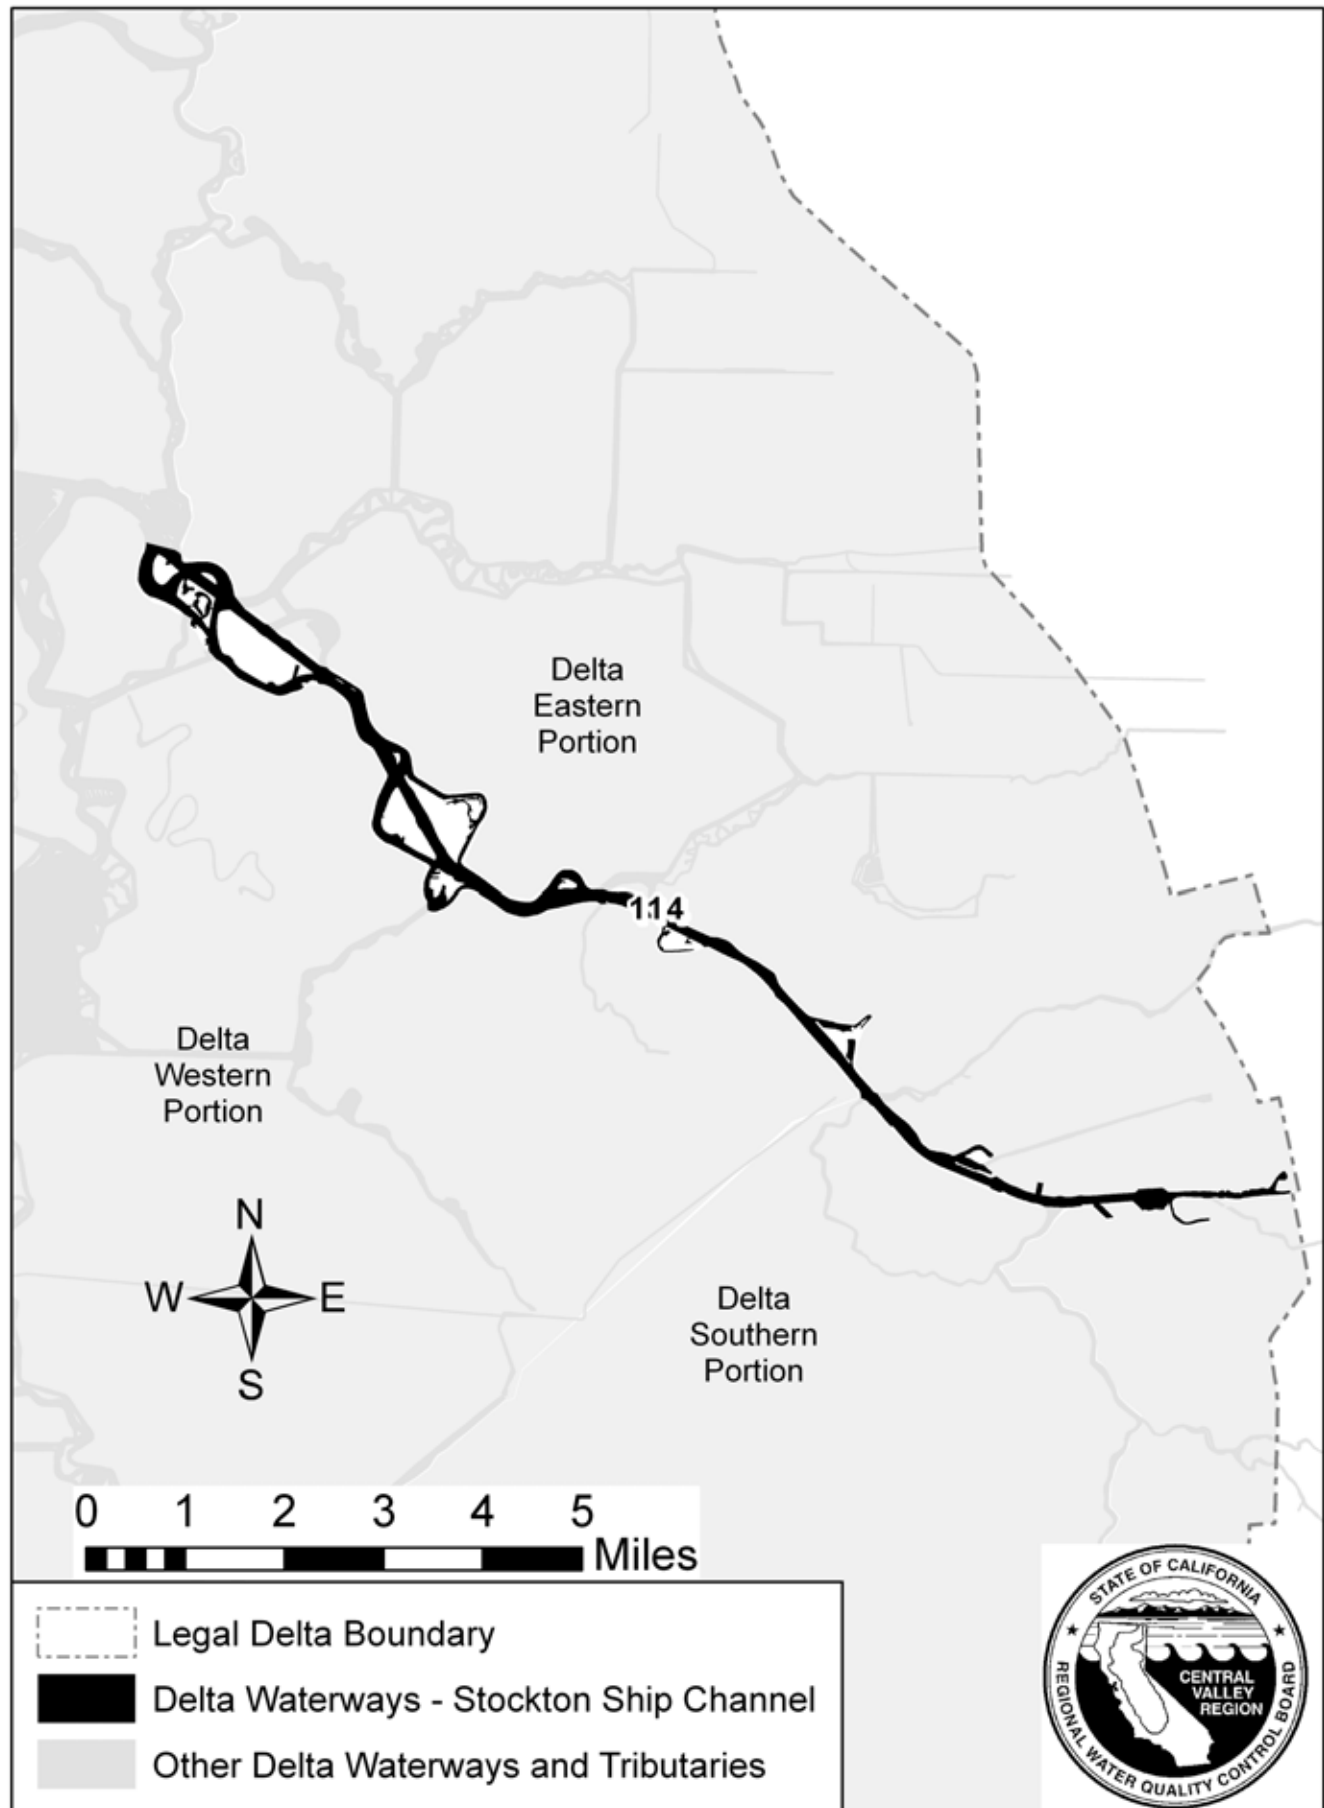 Delta
Eastern
Portion
114
Delta
Western
Portion
N
W E
S
Delta
Southern
Portion
0 1 2 3 4 5
Miles
Legal Delta Boundary
Delta Waterways - Stockton Ship Channel
Other Delta Waterways and Tributaries
STATE OF CALIFORNIA
CENTRAL
VALLEY
REGION
REGIONAL WATER QUALITY CONTROL BOARD